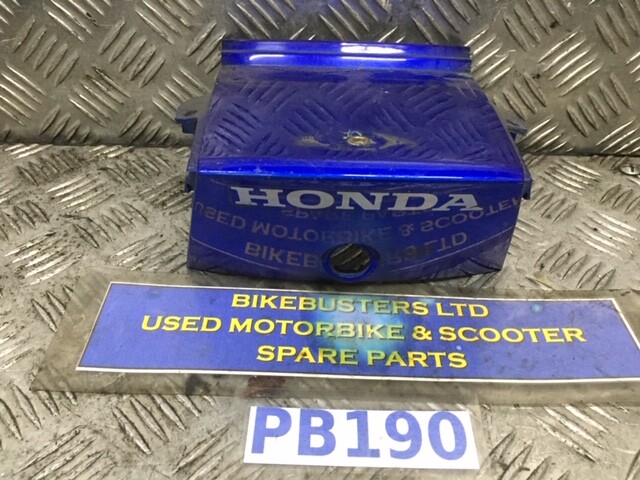 HONDA
BIKEBUSTERS LTD
USED MOTORBIKE & SCOOTER
SPARE PARTS
PB190